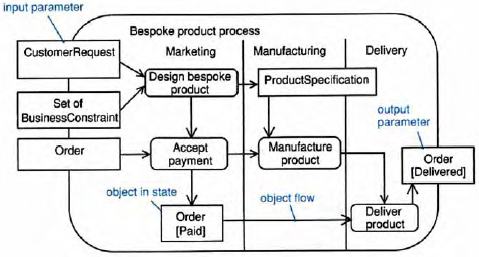 input parameter
Bespoke product process
CustomerRequest
Marketing
Manufacturing
Delivery
Design bespoke
product
ProductSpecification
Set of
BusinessConstraint
output
parameter
Order
Accept
payment
Manufacture
product
Order
[Delivered]
object in state
object flow
Order
[Paid]
Deliver
product